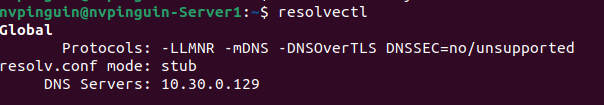 nvpinguin@nvpinguin-Server1:~$ resolvectl
Global
Protocols: -LLMNR -mDNS -DNSOverTLS DNSSEC=no/unsupported
resolv.conf mode: stub
DNS Servers: 10.30.0.129